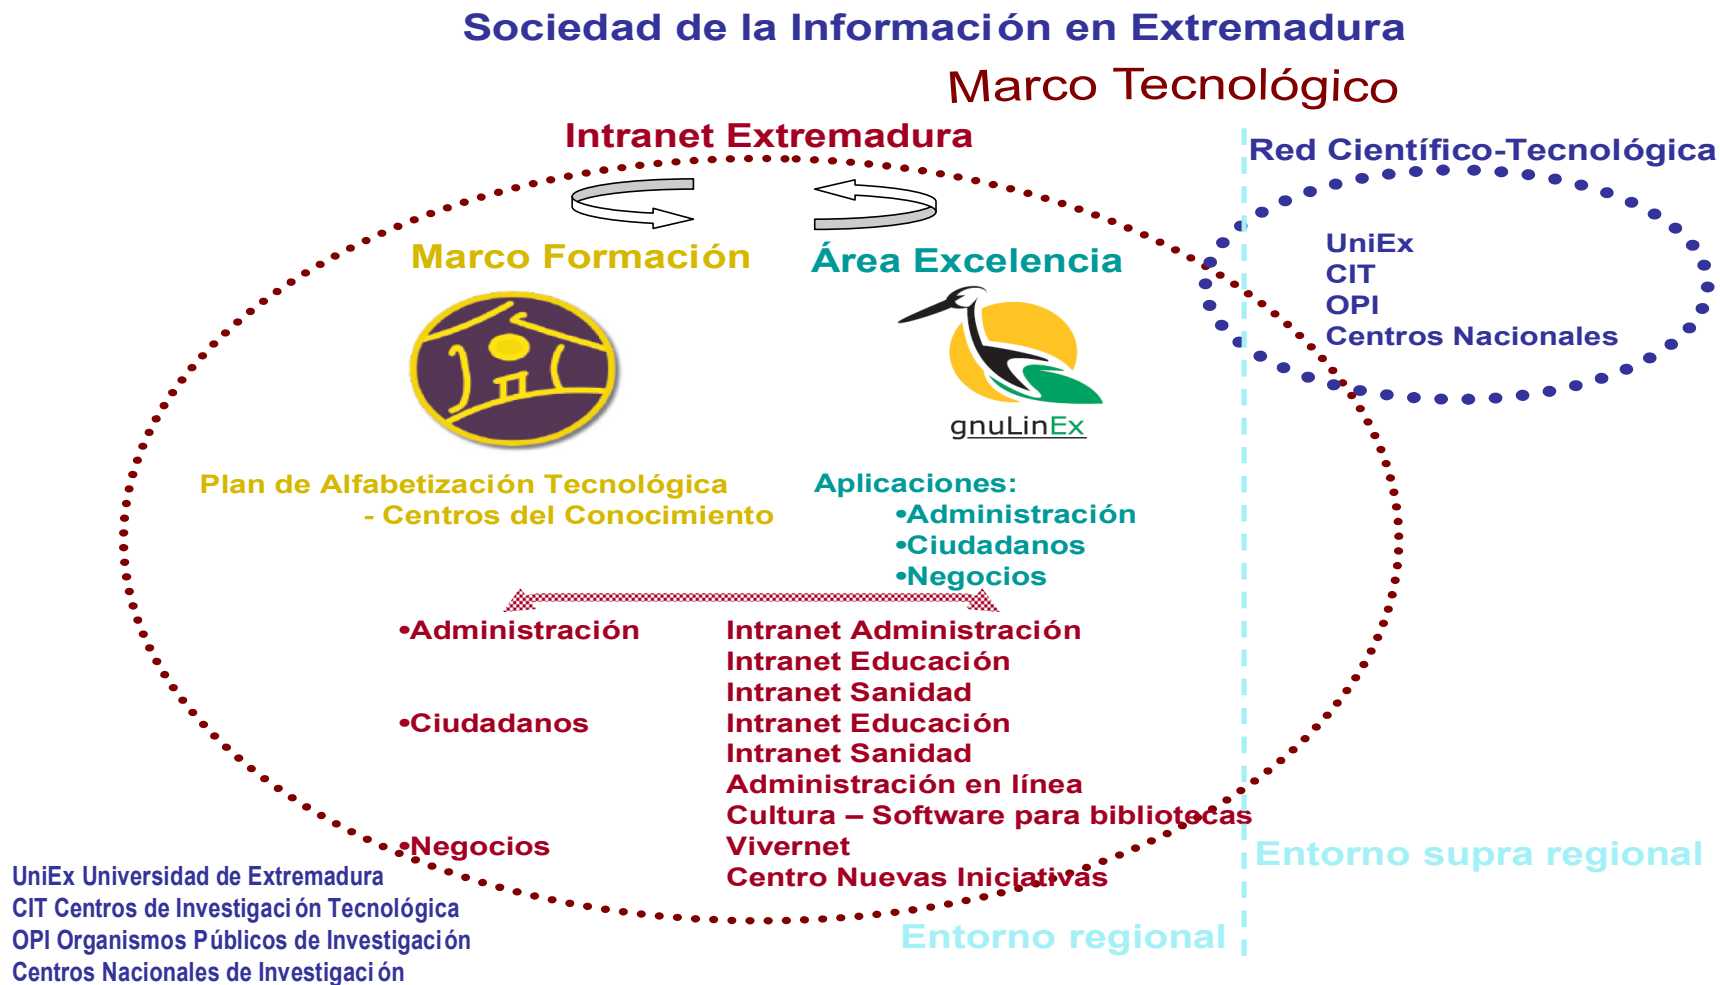 Sociedad de la Información en Extremadura
Marco Tecnológico
Intranet Extremadura
Red Científico-Tecnológica
UniEx
CIT
OPI
Centros Nacionales
Marco Formación
Área Excelencia
gnuLinEx
Plan de Alfabetización Tecnológica
- Centros del Conocimiento
Aplicaciones:
•Administración
•Ciudadanos
•Negocios
•Administración Intranet Administración
Intranet Educación
Intranet Sanidad
•Ciudadanos Intranet Educación
Intranet Sanidad
Administración en línea
Cultura – Software para bibliotecas
•Negocios Vivernet
Centro Nuevas Iniciativas
Entorno supra regional
Entorno regional
UniEx Universidad de Extremadura
CIT Centros de Investigación Tecnológica
OPI Organismos Públicos de Investigación
Centros Nacionales de Investigación